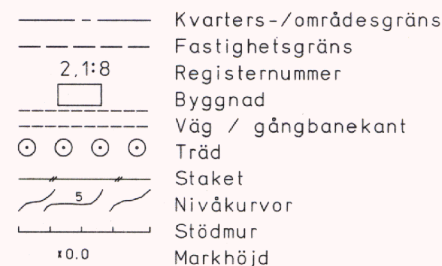 Kvarters-/områdesgräns
Fastighetsgräns
2,1:8 Registernummer
Byggnad
Väg / gångbanekant
Träd
Staket
5 Nivåkurvor
Stödmur
x0.0 Markhöjd